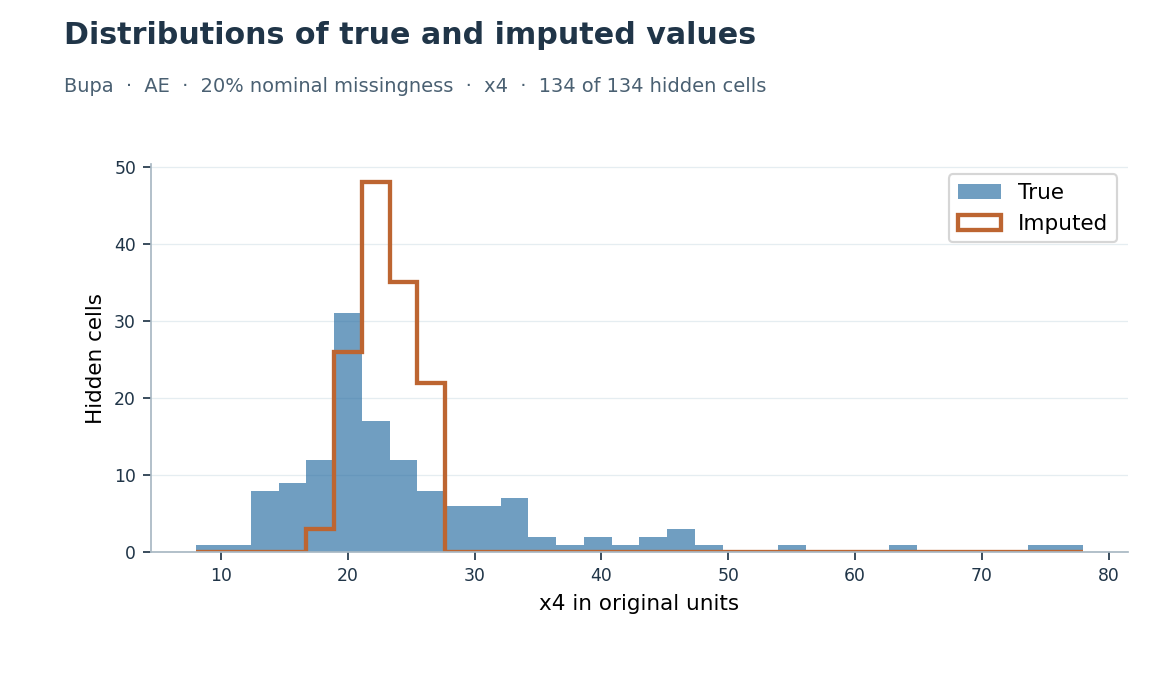 Distributions of true and imputed values
Bupa · AE · 20% nominal missingness · x4 · 134 of 134 hidden cells
50
40
30
20
10
0
Hidden cells
True
Imputed
10 20 30 40 50 60 70 80
x4 in original units